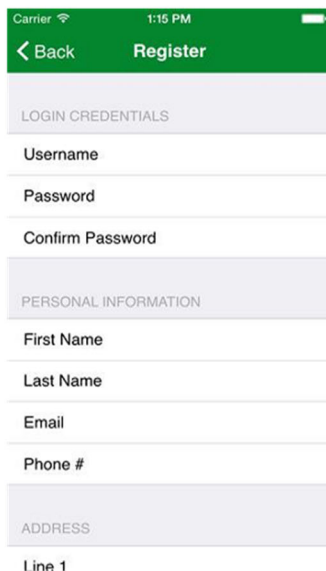 Carrier 1:15 PM
Back Register
LOGIN CREDENTIALS
Username
Password
Confirm Password
PERSONAL INFORMATION
First Name
Last Name
Email
Phone #
ADDRESS
Line 1